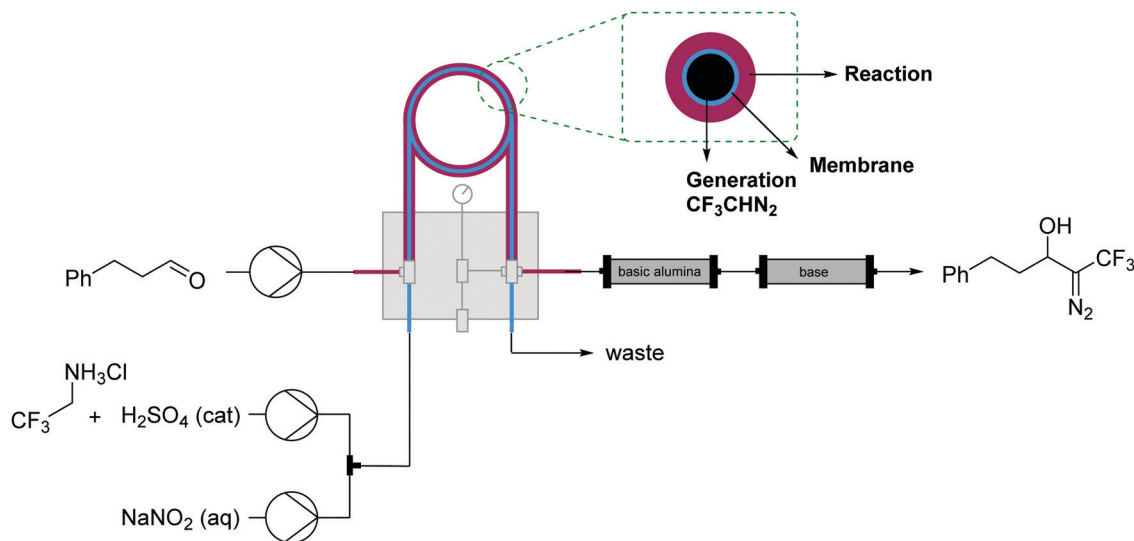 Reaction
Membrane
Generation
CF₃CHN₂
Ph
O
basic alumina
base
OH
CF₃
N₂
Ph
waste
NH₃Cl
CF₃
+ H₂SO₄ (cat)
NaNO₂ (aq)